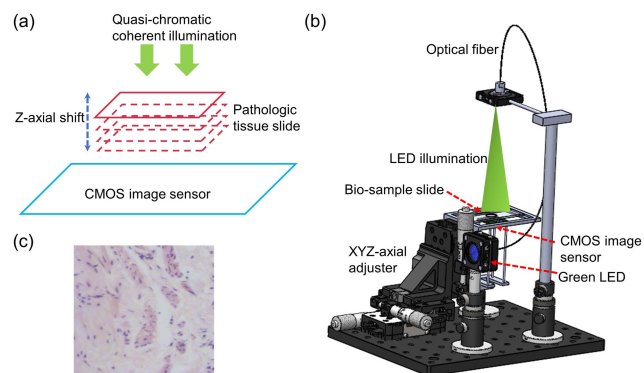 (a)
Quasi-chromatic
coherent illumination
Z-axial shift
Pathologic
tissue slide
CMOS image sensor
(b)
Optical fiber
LED illumination
Bio-sample slide
XYZ-axial
adjuster
CMOS image
sensor
Green LED
(c)